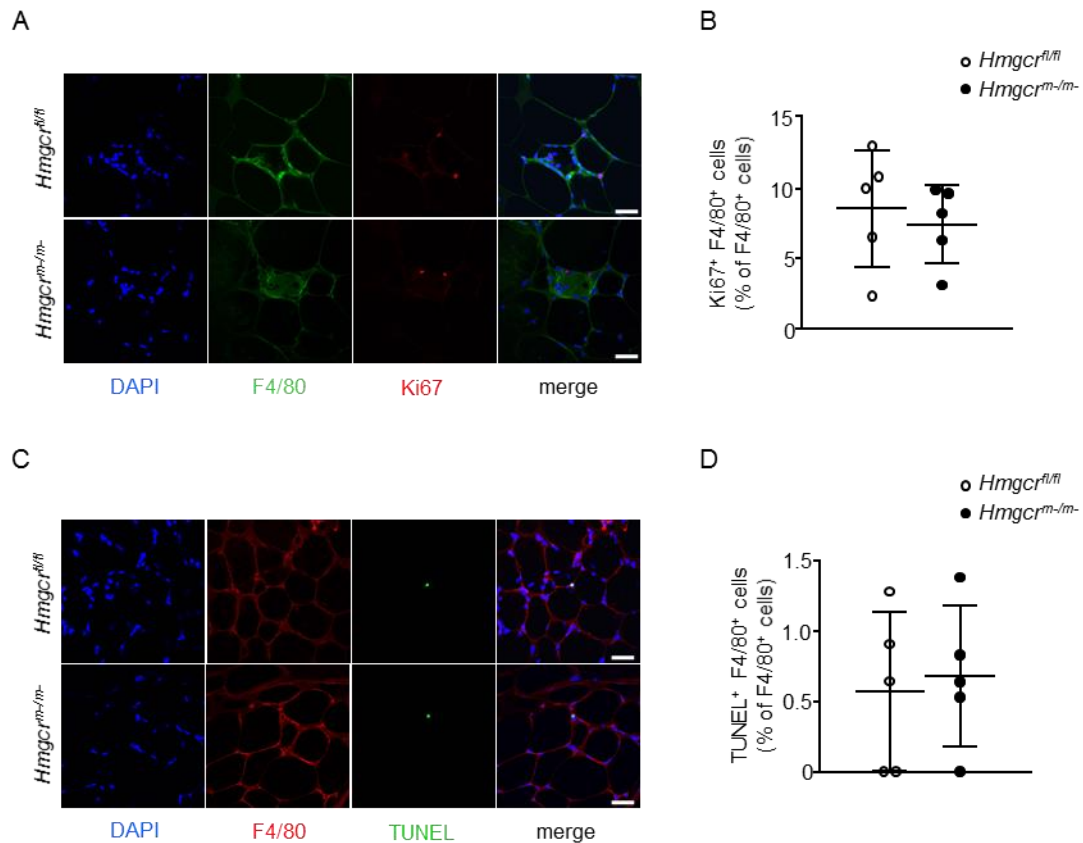 A
Hmgcrfl/fl
Hmgcrm-/m-
DAPI F4/80 Ki67 merge
B
Hmgcrfl/fl
Hmgcrm-/m-
Ki67+ F4/80+ cells
(% of F4/80+ cells)
15
10
5
0
C
Hmgcrfl/fl
Hmgcrm-/m-
DAPI F4/80 TUNEL merge
D
Hmgcrfl/fl
Hmgcrm-/m-
TUNEL+ F4/80+ cells
(% of F4/80+ cells)
1.5
1.0
0.5
0